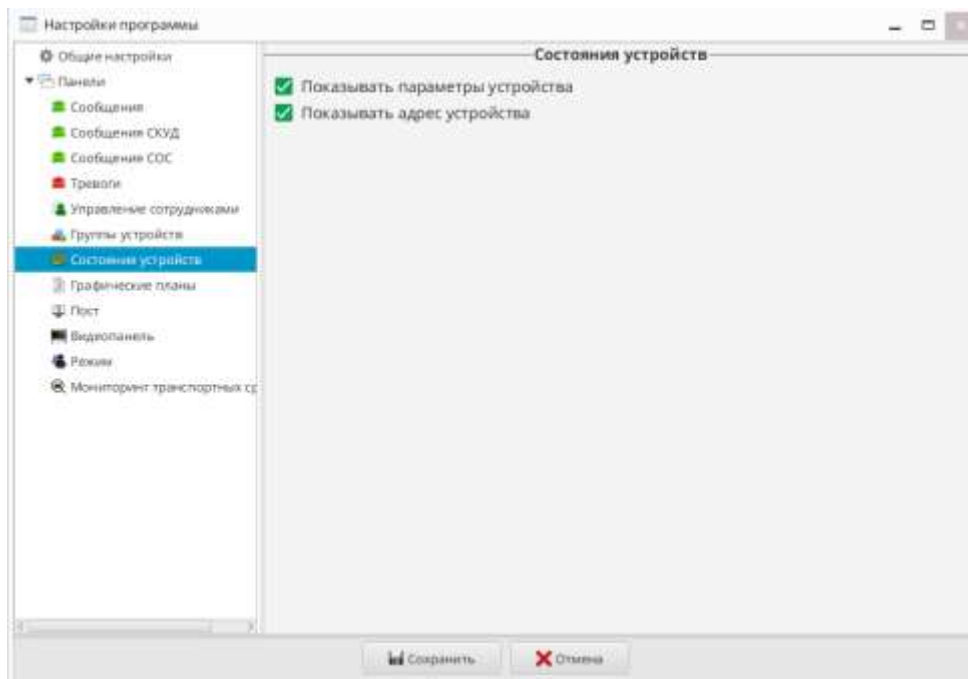 Настройки программы
Общие настройки
Панели
Сообщения
Сообщения СКУД
Сообщения СОС
Тревоги
Управление сотрудниками
Группы устройств
Состояния устройств
Графические планы
Пост
Видеопанель
Режим
Мониторинг транспортных ср
Состояния устройств
Показывать параметры устройства
Показывать адрес устройства
Сохранить
Отмена